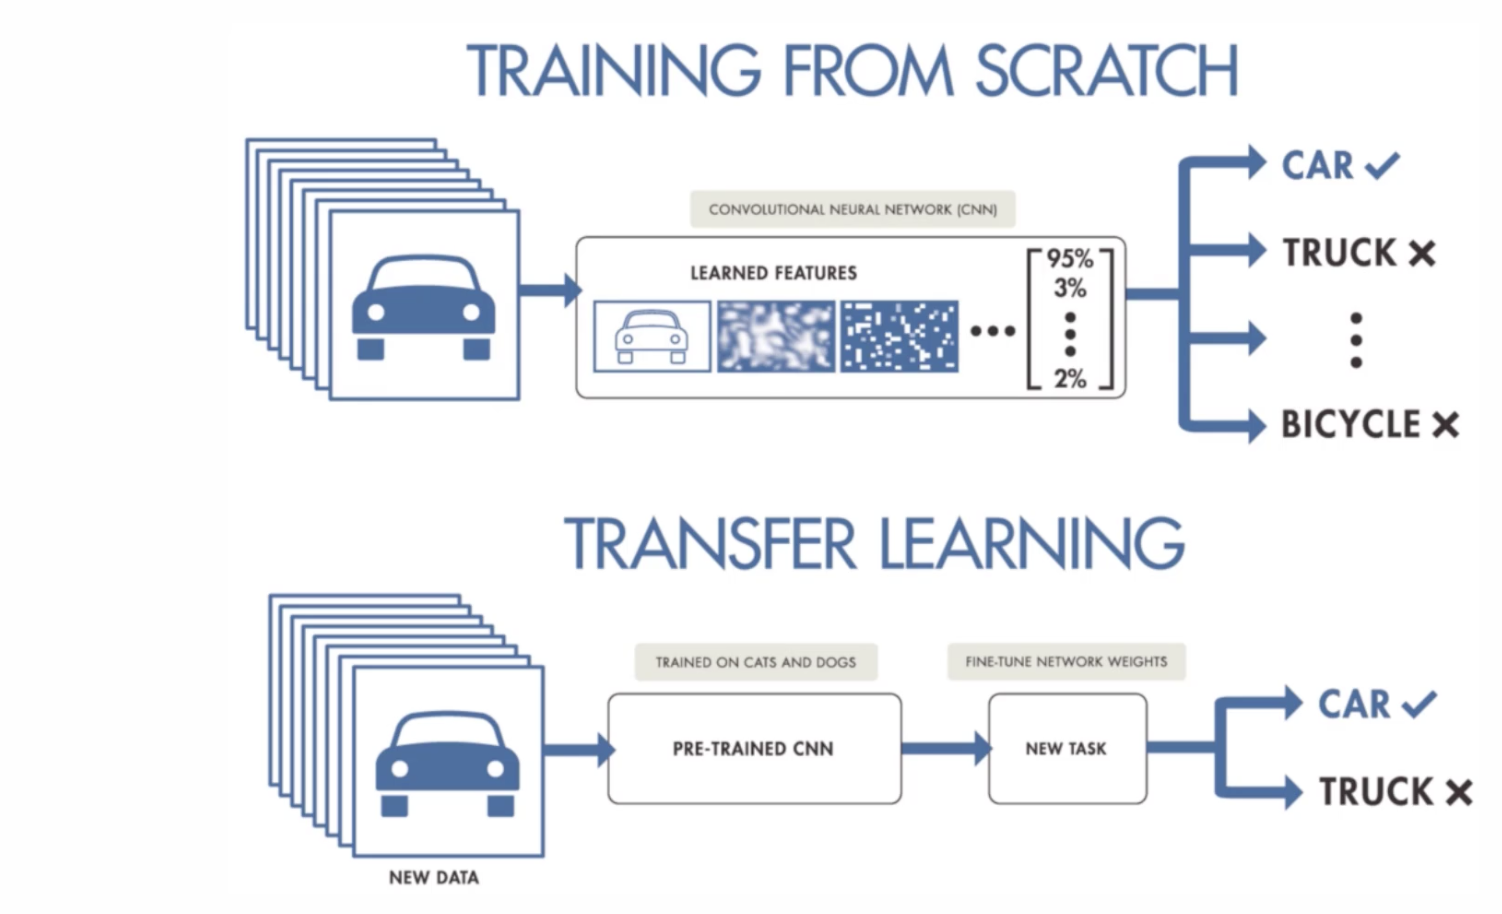 TRAINING FROM SCRATCH
CONVOLUTIONAL NEURAL NETWORK (CNN)
LEARNED FEATURES
95%
3%
2%
CAR
TRUCK
BICYCLE
TRANSFER LEARNING
TRAINED ON CATS AND DOGS
FINE-TUNE NETWORK WEIGHTS
PRE-TRAINED CNN
NEW TASK
CAR
TRUCK
NEW DATA